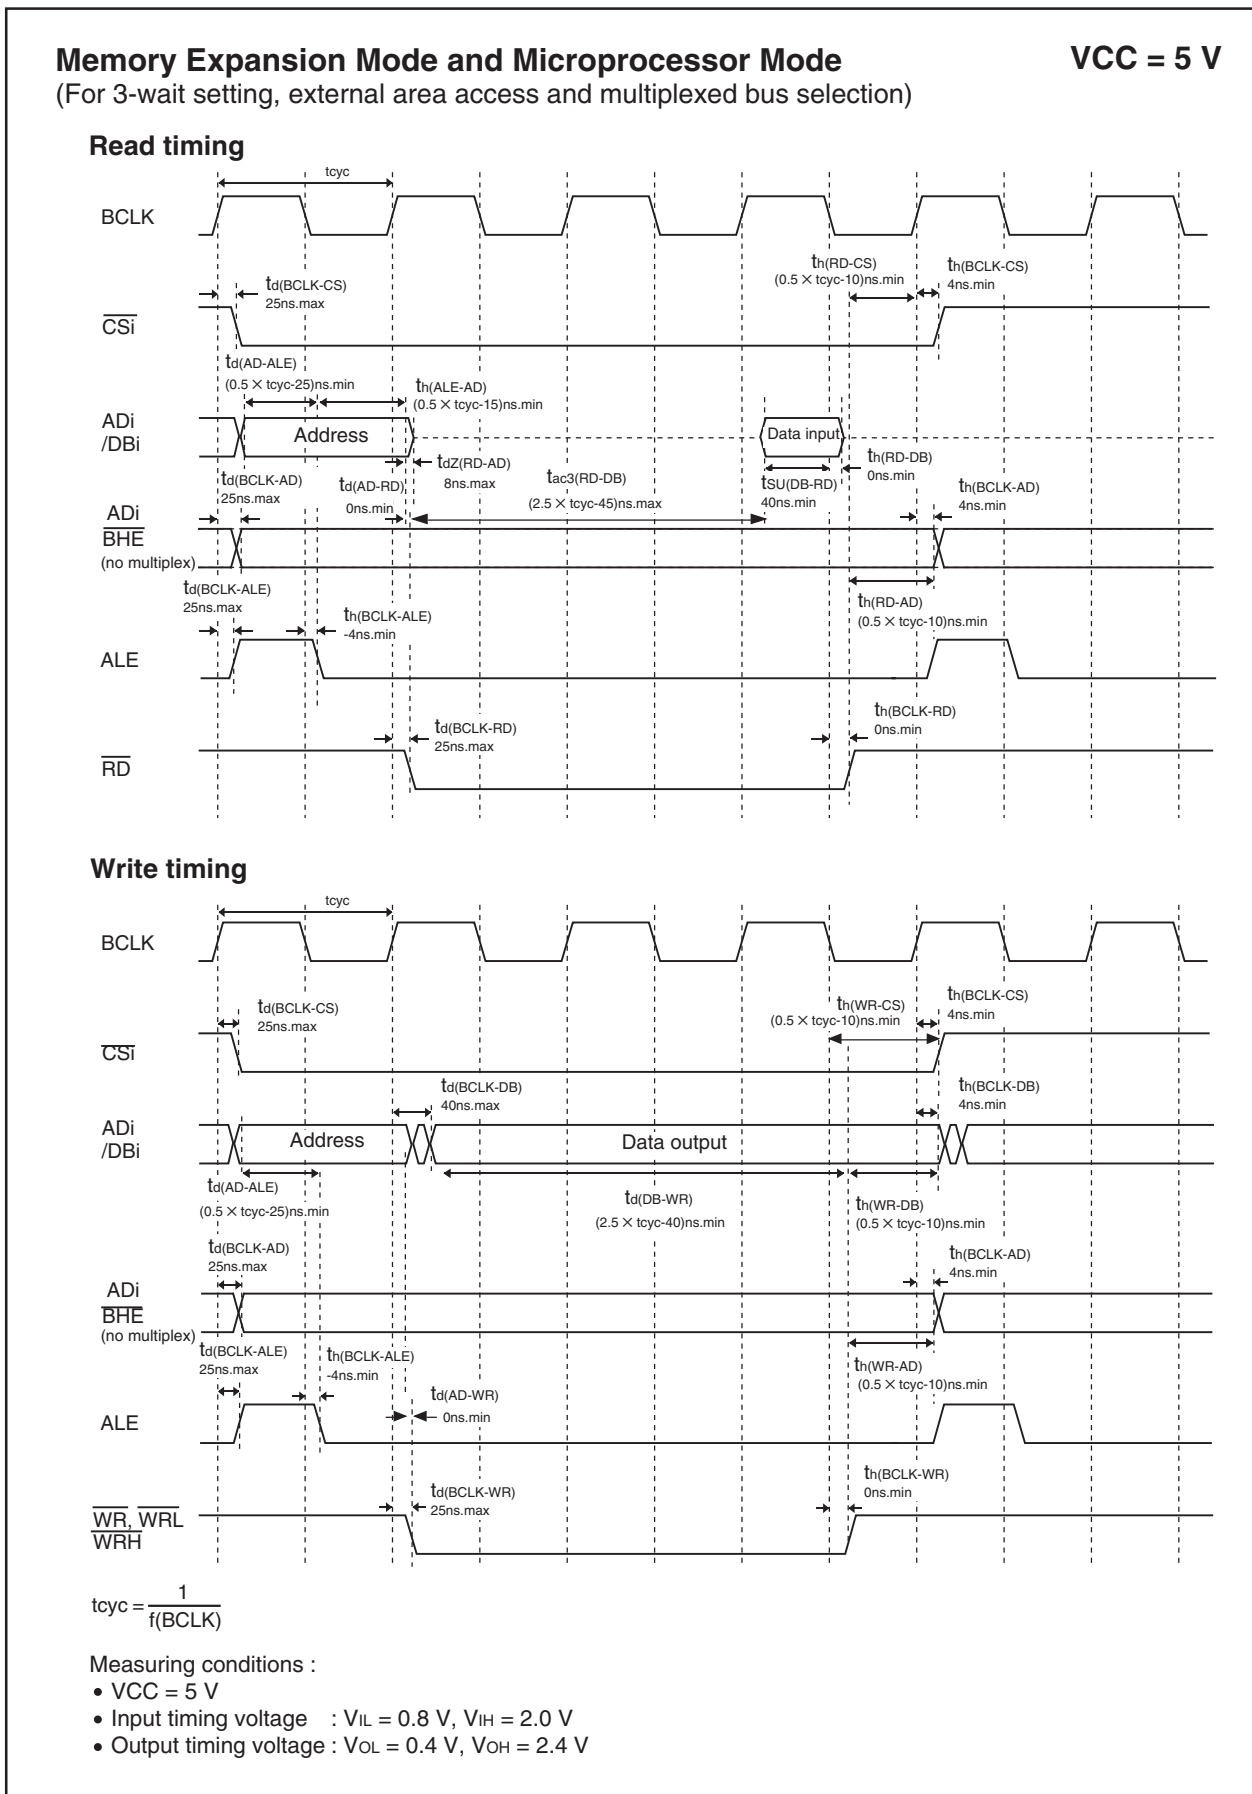 Memory Expansion Mode and Microprocessor Mode VCC = 5 V
(For 3-wait setting, external area access and multiplexed bus selection)
Read timing
tcyc
BCLK
td(BCLK-CS)
25ns.max
th(RD-CS)
(0.5 × tcyc-10)ns.min
th(BCLK-CS)
4ns.min
CSi
td(AD-ALE)
(0.5 × tcyc-25)ns.min
th(ALE-AD)
(0.5 × tcyc-15)ns.min
ADi
/DBi
Address
Data input
td(BCLK-AD)
25ns.max
td(AD-RD)
0ns.min
tdZ(RD-AD)
8ns.max
tac3(RD-DB)
(2.5 × tcyc-45)ns.max
tSU(DB-RD)
40ns.min
th(RD-DB)
0ns.min
th(BCLK-AD)
4ns.min
ADi
BHE
(no multiplex)
td(BCLK-ALE)
25ns.max
th(BCLK-ALE)
-4ns.min
th(RD-AD)
(0.5 × tcyc-10)ns.min
ALE
td(BCLK-RD)
25ns.max
th(BCLK-RD)
0ns.min
RD
Write timing
tcyc
BCLK
td(BCLK-CS)
25ns.max
th(WR-CS)
(0.5 × tcyc-10)ns.min
th(BCLK-CS)
4ns.min
CSi
td(BCLK-DB)
40ns.max
th(BCLK-DB)
4ns.min
ADi
/DBi
Address
Data output
td(AD-ALE)
(0.5 × tcyc-25)ns.min
td(DB-WR)
(2.5 × tcyc-40)ns.min
th(WR-DB)
(0.5 × tcyc-10)ns.min
td(BCLK-AD)
25ns.max
th(BCLK-AD)
4ns.min
ADi
BHE
(no multiplex)
td(BCLK-ALE)
25ns.max
th(BCLK-ALE)
-4ns.min
th(WR-AD)
(0.5 × tcyc-10)ns.min
td(AD-WR)
0ns.min
ALE
td(BCLK-WR)
25ns.max
th(BCLK-WR)
0ns.min
WR, WRL
WRH
tcyc = 1
f(BCLK)
Measuring conditions :
• VCC = 5 V
• Input timing voltage : VIL = 0.8 V, VIH = 2.0 V
• Output timing voltage : VOL = 0.4 V, VOH = 2.4 V